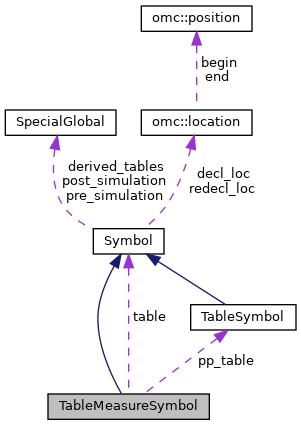 omc::position
begin
end
SpecialGlobal
omc::location
derived_tables
post_simulation
pre_simulation
decl_loc
redecl_loc
Symbol
table
TableSymbol
pp_table
TableMeasureSymbol